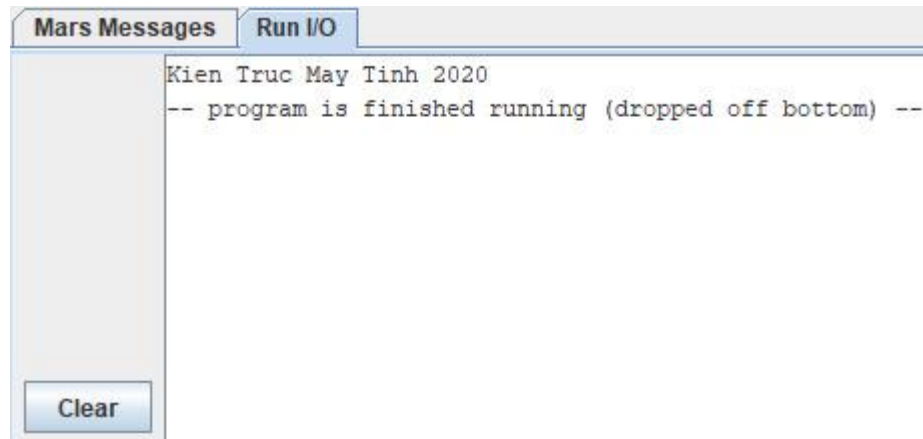 Mars Messages Run I/O
Kien Truc May Tinh 2020
-- program is finished running (dropped off bottom) --
Clear